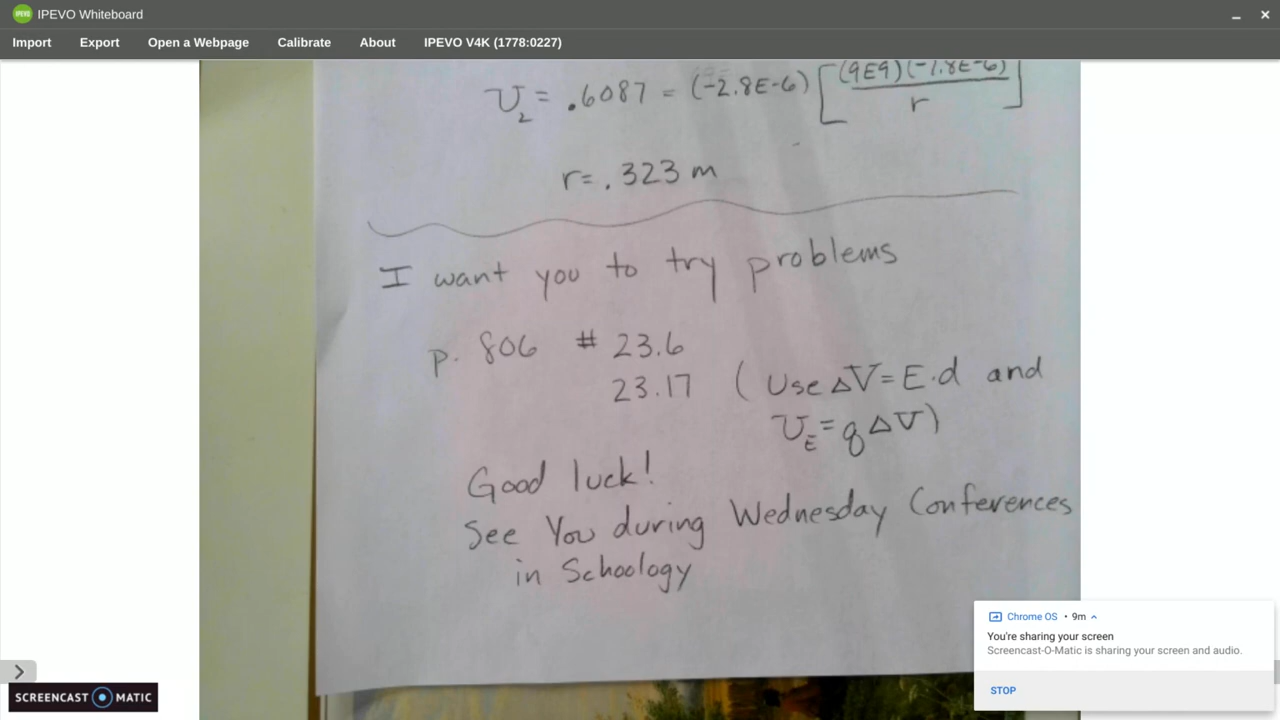 IPEVO Whiteboard
Import Export Open a Webpage Calibrate About IPEVO V4K (1778:0227)
U₂ = .6087 = (-2.8E-6) [(9E9)(-7.8E-6) / r]
r = .323 m
I want you to try problems
p. 806 # 23.6
23.17 (Use ΔV = E·d and
U_E = qΔV)
Good luck!
See You during Wednesday Conferences
in Schoology
Chrome OS • 9m
You're sharing your screen
Screencast-O-Matic is sharing your screen and audio.
STOP
SCREENCAST O MATIC